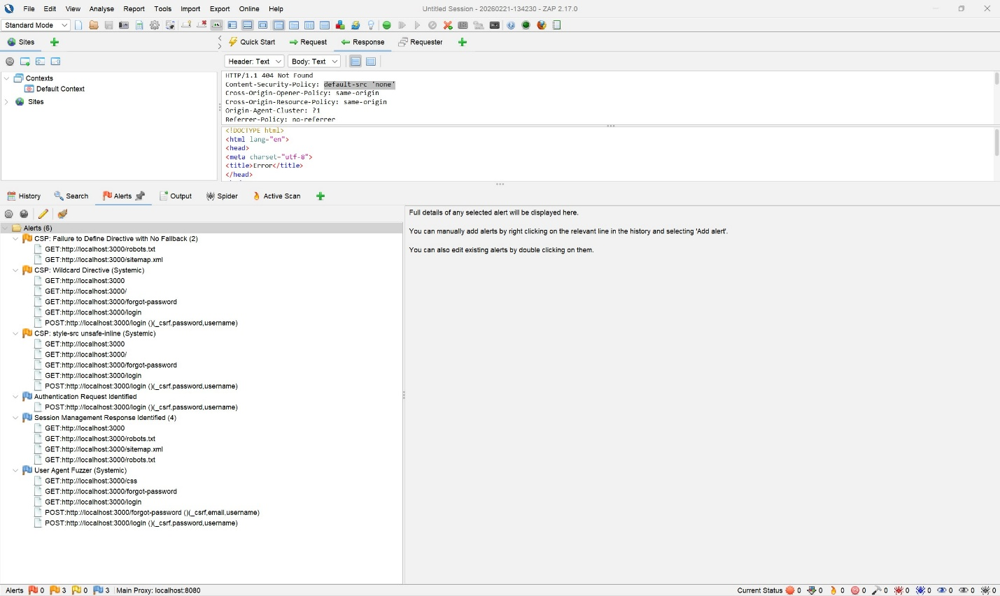 File Edit View Analyse Report Tools Import Export Online Help
Untitled Session - 20260221-134230 - ZAP 2.17.0
Standard Mode
Sites
Quick Start Request Response Requester
Header: Text Body: Text
Contexts
Default Context
Sites
HTTP/1.1 404 Not Found
Content-Security-Policy: default-src 'none'
Cross-Origin-Opener-Policy: same-origin
Cross-Origin-Resource-Policy: same-origin
Origin-Agent-Cluster: ?1
Referrer-Policy: no-referrer
<!DOCTYPE html>
<html lang="en">
<head>
<meta charset="utf-8">
<title>Error</title>
</head>
History Search Alerts Output Spider Active Scan
Alerts (6)
CSP: Failure to Define Directive with No Fallback (2)
GET:http://localhost:3000/robots.txt
GET:http://localhost:3000/sitemap.xml
CSP: Wildcard Directive (Systemic)
GET:http://localhost:3000
GET:http://localhost:3000/
GET:http://localhost:3000/forgot-password
GET:http://localhost:3000/login
POST:http://localhost:3000/login ()(_csrf,password,username)
CSP: style-src unsafe-inline (Systemic)
GET:http://localhost:3000
GET:http://localhost:3000/
GET:http://localhost:3000/forgot-password
GET:http://localhost:3000/login
POST:http://localhost:3000/login ()(_csrf,password,username)
Authentication Request Identified
POST:http://localhost:3000/login ()(_csrf,password,username)
Session Management Response Identified (4)
GET:http://localhost:3000
GET:http://localhost:3000/robots.txt
GET:http://localhost:3000/sitemap.xml
GET:http://localhost:3000/robots.txt
User Agent Fuzzer (Systemic)
GET:http://localhost:3000/css
GET:http://localhost:3000/forgot-password
GET:http://localhost:3000/login
POST:http://localhost:3000/forgot-password ()(_csrf,email,username)
POST:http://localhost:3000/login ()(_csrf,password,username)
Full details of any selected alert will be displayed here.
You can manually add alerts by right clicking on the relevant line in the history and selecting 'Add alert'.
You can also edit existing alerts by double clicking on them.
Alerts 0 3 0 3 Main Proxy: localhost:8080
Current Status 0 0 0 0 0 0 0 0 0 0